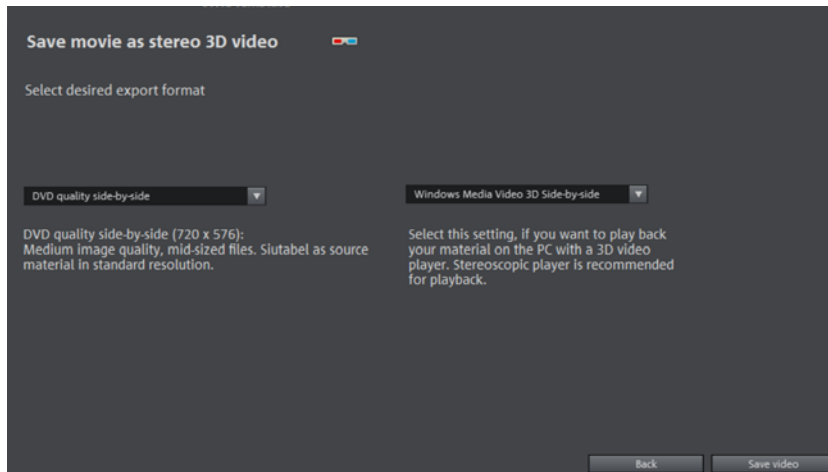 Save movie as stereo 3D video
Select desired export format
DVD quality side-by-side
DVD quality side-by-side (720 x 576):
Medium image quality, mid-sized files. Siutabel as source
material in standard resolution.
Windows Media Video 3D Side-by-side
Select this setting, if you want to play back
your material on the PC with a 3D video
player. Stereoscopic player is recommended
for playback.
Back
Save video